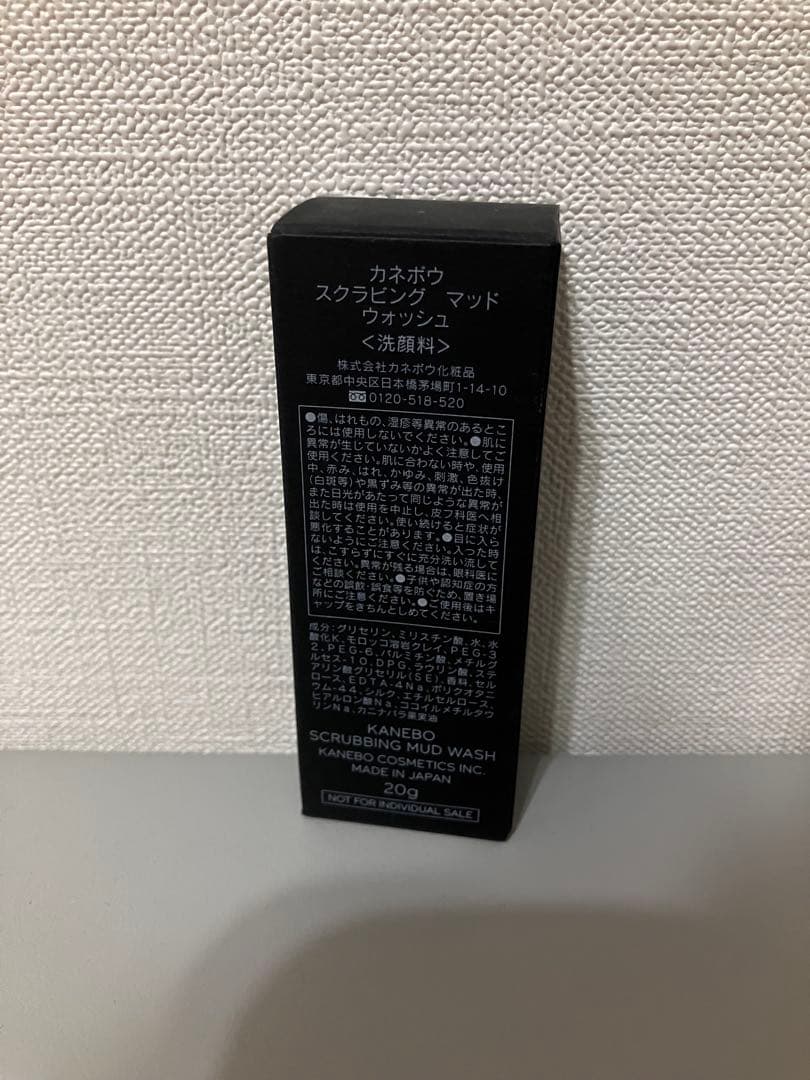 カネボウ
スクラビング　マッド
ウォッシュ
＜洗顔料＞
株式会社カネボウ化粧品
東京都中央区日本橋茅場町1-14-10
0120-518-520
●傷、はれもの、湿疹等異常のあるとこ
ろには使用しないでください。●肌に
異常が生じていないかよく注意してご
使用ください。肌に合わない時や、使用
中、赤み、はれ、かゆみ、刺激、色抜け
(白斑等)や黒ずみ等の異常が出た時、
また日光があたって同じような異常が
出た時は使用を中止し、皮フ科医へ相
談してください。使い続けると症状が
悪化することがあります。●目に入ら
ないようにご注意ください。入った時
は、こすらずにすぐに充分洗い流して
ください。異常が残る場合は、眼科医に
ご相談ください。●子供や認知症の方
などの誤飲・誤食等を防ぐため、置き場
所にご注意ください。●ご使用後はキ
ャップをきちんとしめてください。
成分：グリセリン、ミリスチン酸、水、水
酸化K、モロッコ溶岩クレイ、PEG-3
2、PEG-6、パルミチン酸、メチルグ
ルセス-10、DPG、ラウリン酸、ステ
アリン酸グリセリル(SE)、香料、セル
ロース、EDTA-4Na、ポリクオタニ
ウム-44、シルク、エチルセルロース、
ヒアルロン酸Na、ココイルメチルタウ
リンNa、カニナバラ果実油
KANEBO
SCRUBBING MUD WASH
KANEBO COSMETICS INC.
MADE IN JAPAN
20g
NOT FOR INDIVIDUAL SALE